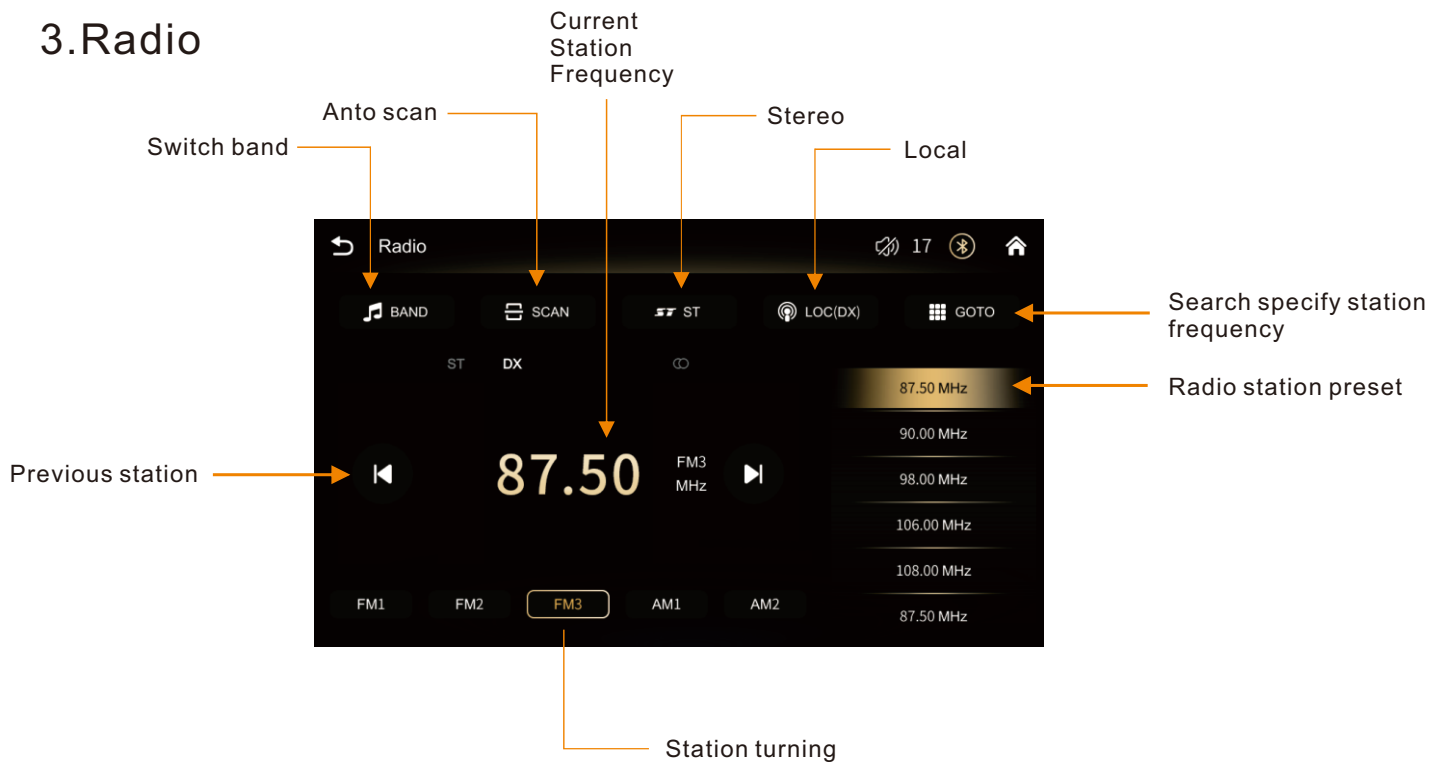 3.Radio
Current
Station
Frequency
Anto scan
Stereo
Switch band
Local
Radio
17
BAND
SCAN
ST
LOC(DX)
GOTO
Search specify station
frequency
ST
DX
87.50 MHz
Radio station preset
90.00 MHz
Previous station
87.50
FM3
MHz
98.00 MHz
106.00 MHz
108.00 MHz
FM1
FM2
FM3
AM1
AM2
87.50 MHz
Station turning